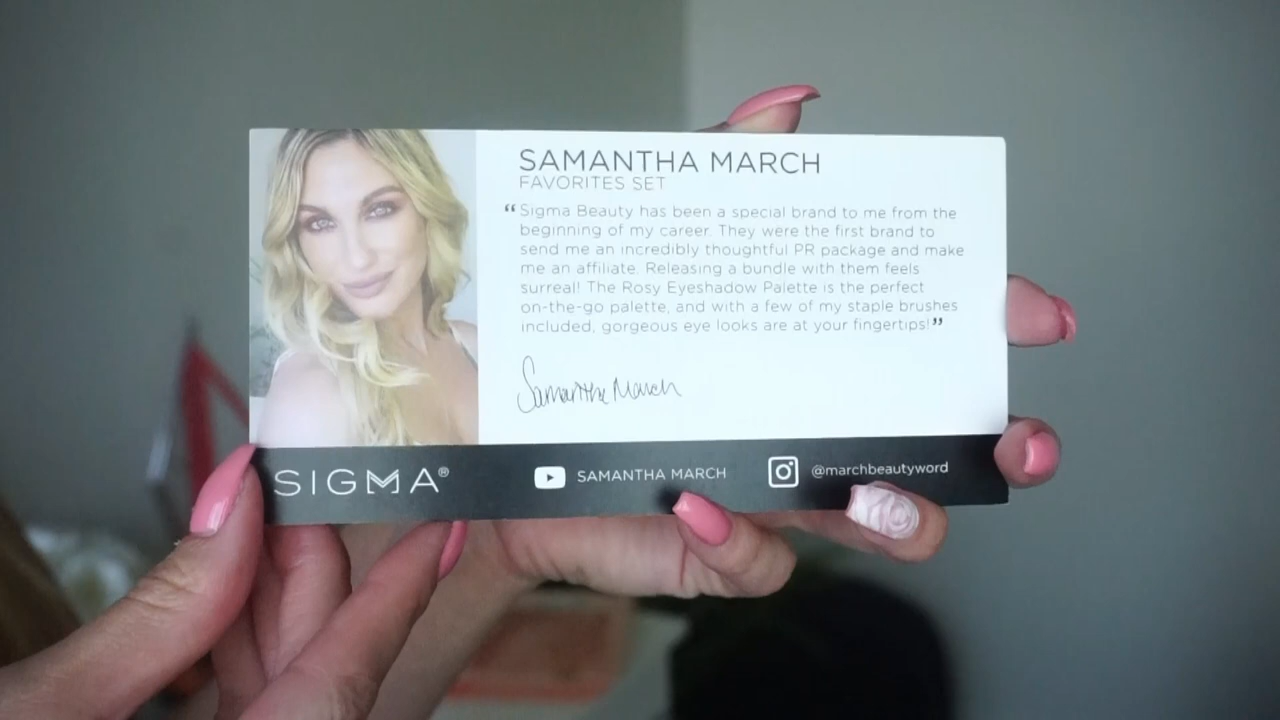 SAMANTHA MARCH
FAVORITES SET
“ Sigma Beauty has been a special brand to me from the
beginning of my career. They were the first brand to
send me an incredibly thoughtful PR package and make
me an affiliate. Releasing a bundle with them feels
surreal! The Rosy Eyeshadow Palette is the perfect
on-the-go palette, and with a few of my staple brushes
included, gorgeous eye looks are at your fingertips! ”
Samantha March
SIGMA®
SAMANTHA MARCH
@marchbeautyword